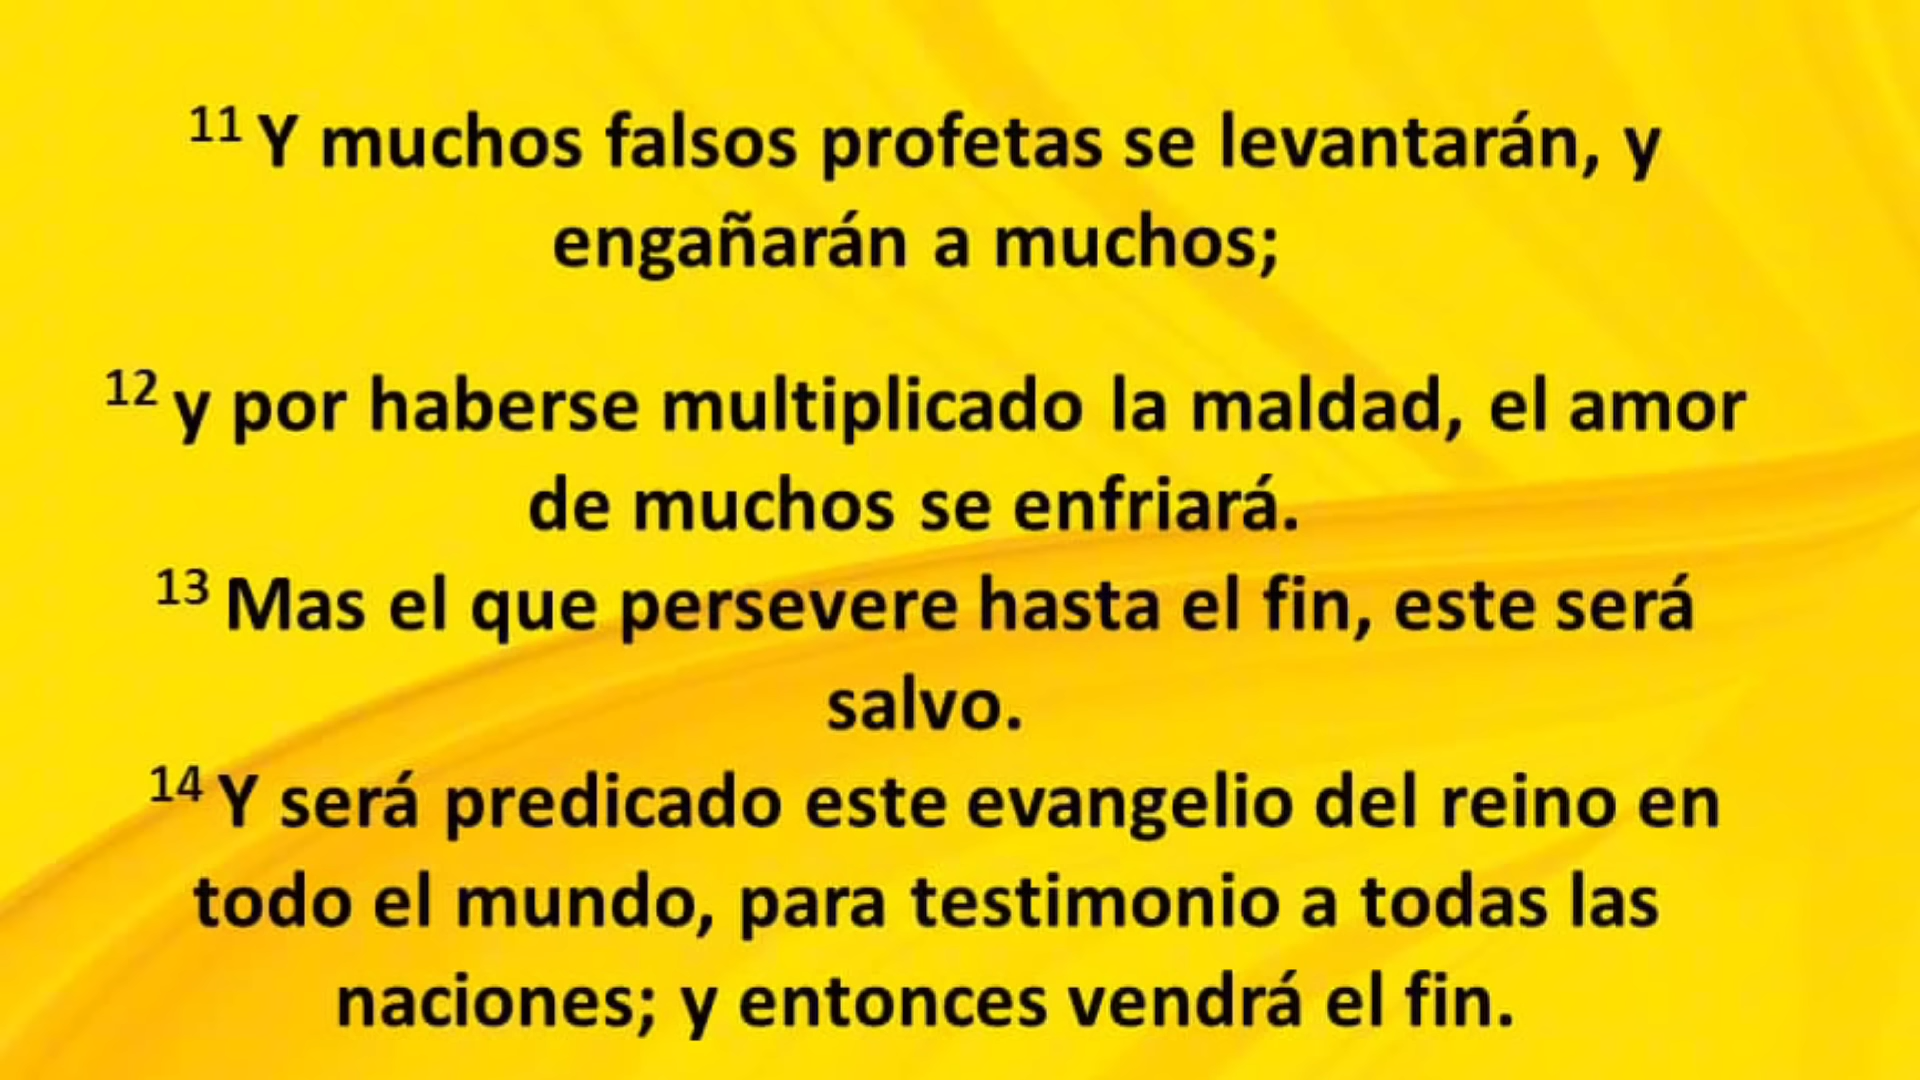 11 Y muchos falsos profetas se levantarán, y
engañarán a muchos;
12 y por haberse multiplicado la maldad, el amor
de muchos se enfriará.
13 Mas el que persevere hasta el fin, este será
salvo.
14 Y será predicado este evangelio del reino en
todo el mundo, para testimonio a todas las
naciones; y entonces vendrá el fin.